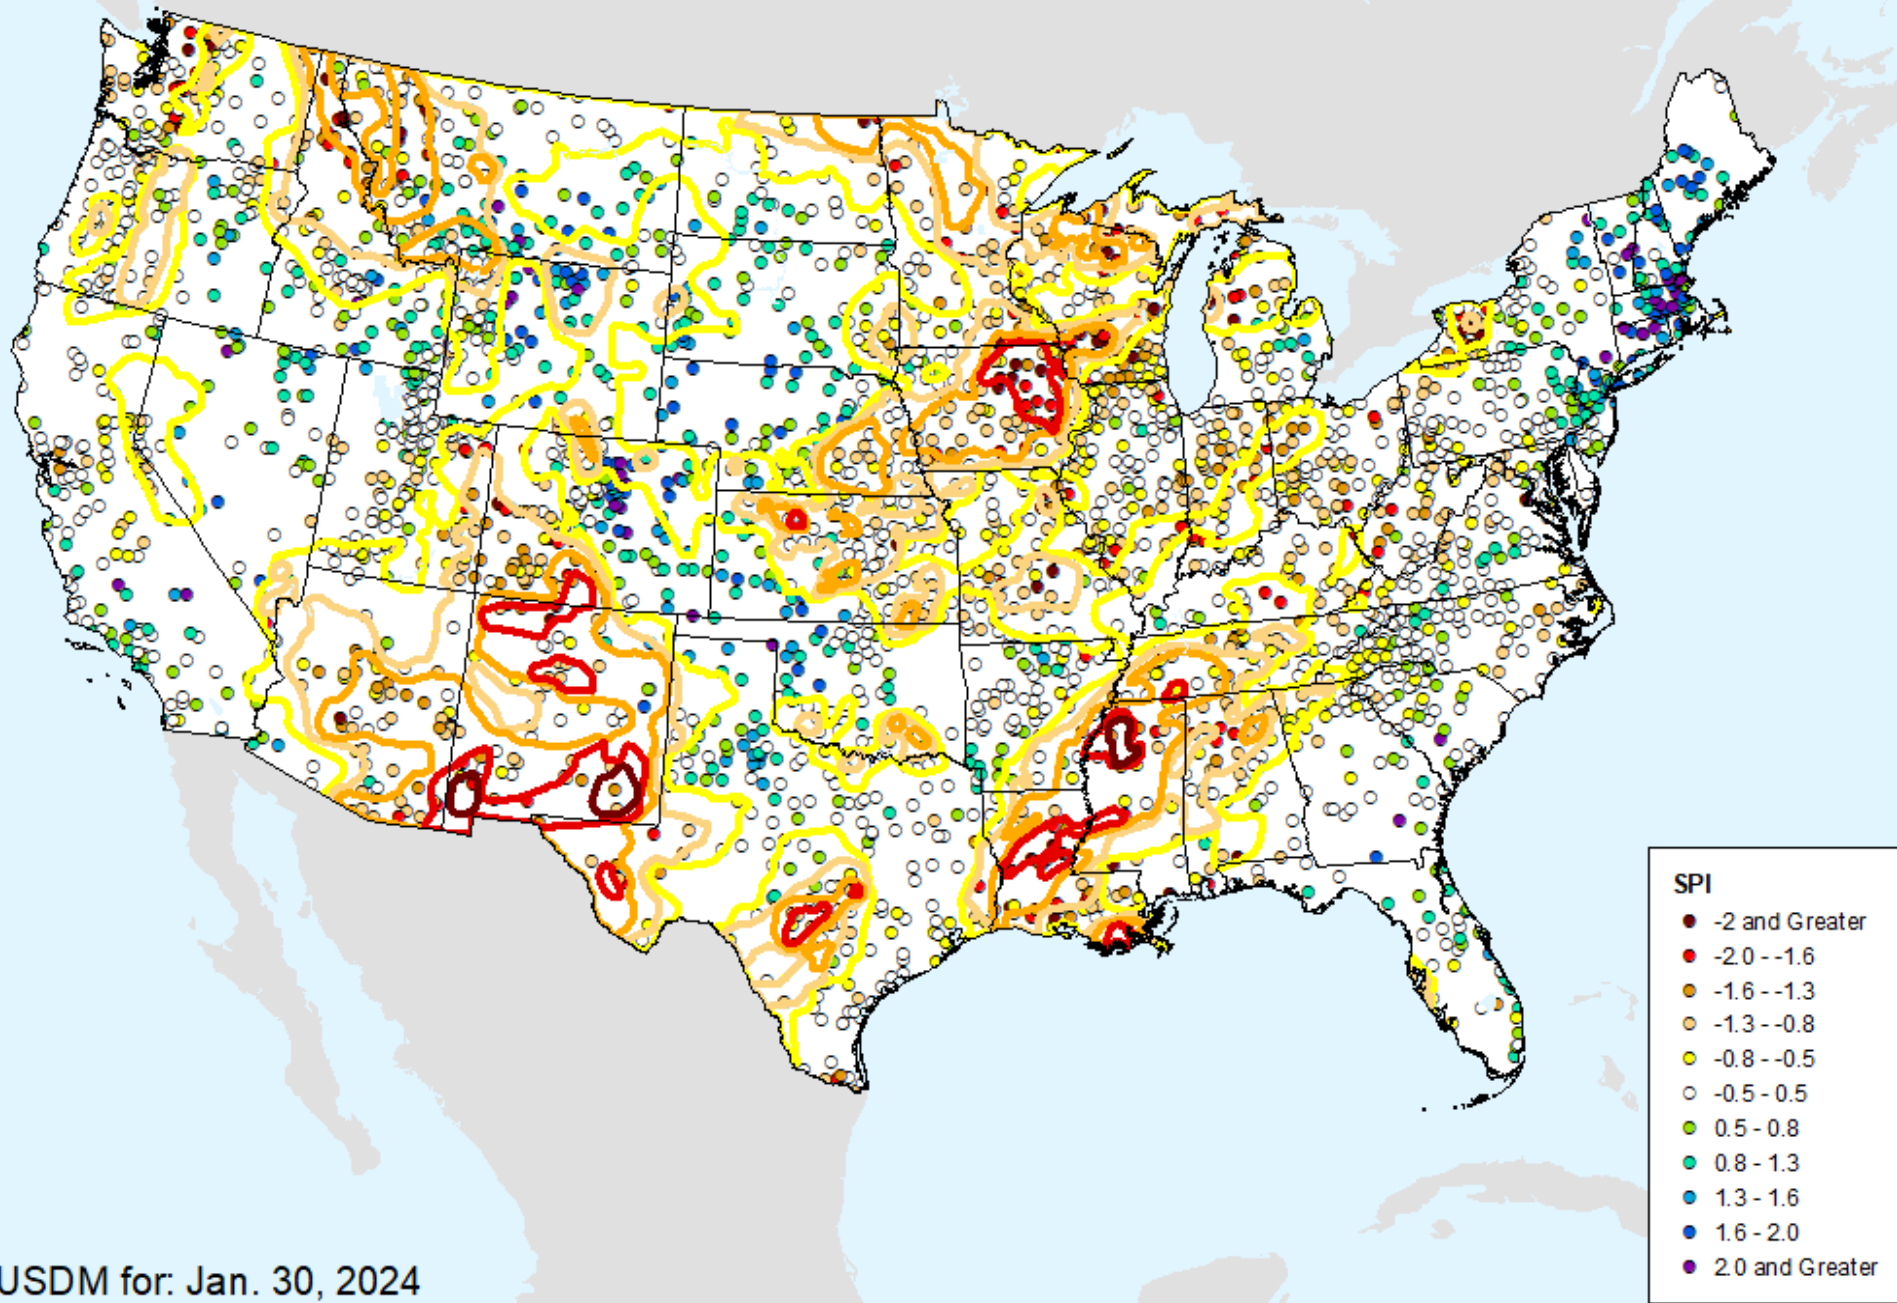 SPI
-2 and Greater
-2.0 - -1.6
-1.6 - -1.3
-1.3 - -0.8
-0.8 - -0.5
-0.5 - 0.5
0.5 - 0.8
0.8 - 1.3
1.3 - 1.6
1.6 - 2.0
2.0 and Greater
USDM for: Jan. 30, 2024